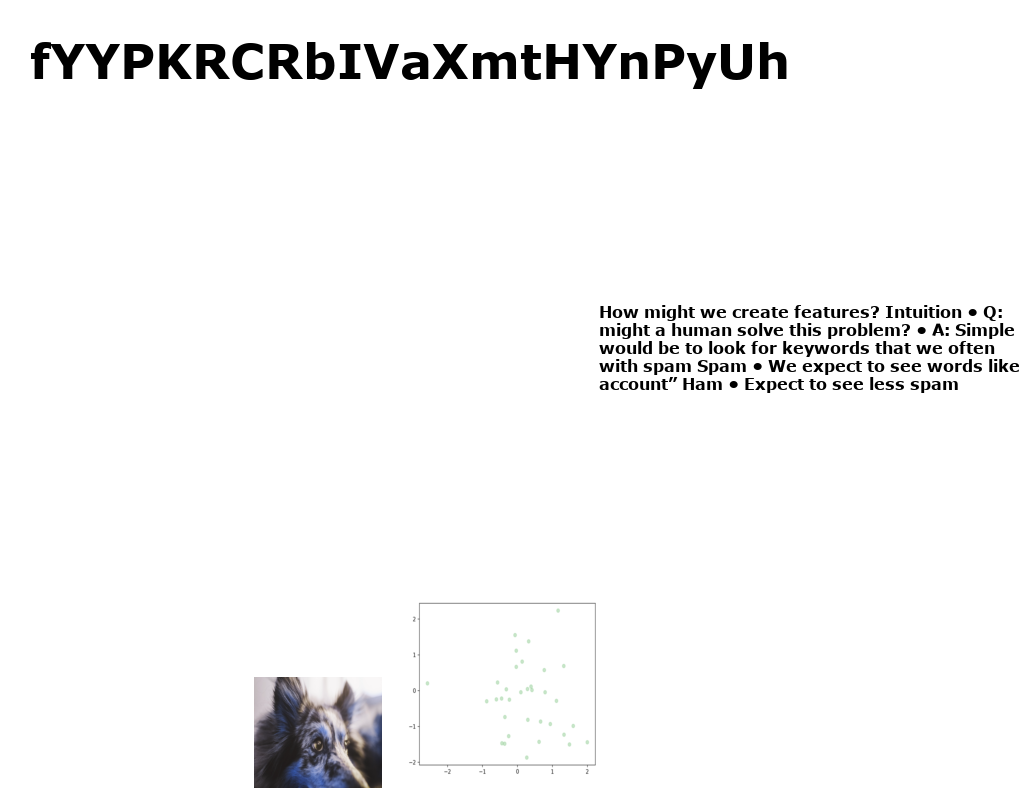 fYYPKRCRbIVaXmtHYnPyUh
How might we create features? Intuition • Q:
might a human solve this problem? • A: Simple
would be to look for keywords that we often
with spam Spam • We expect to see words like
account” Ham • Expect to see less spam
2
1
0
−1
−2
−2 −1 0 1 2